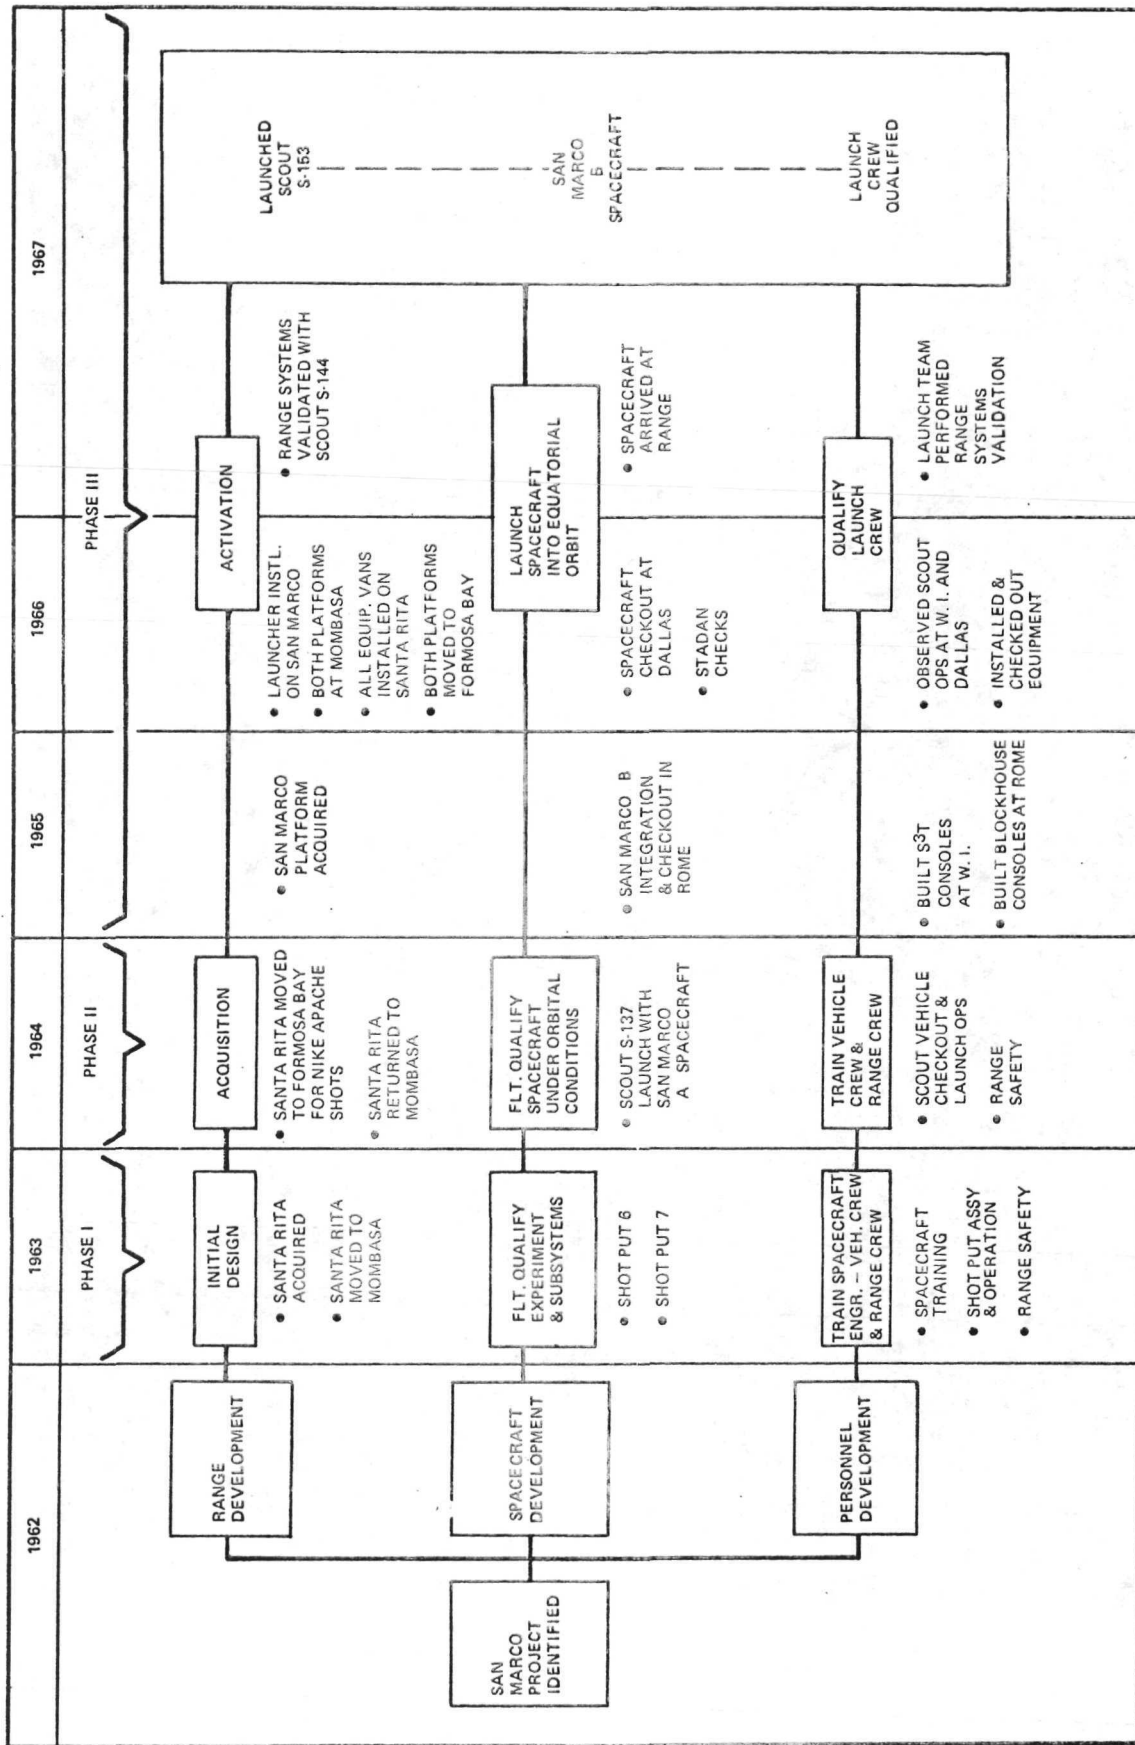 1962
1963
1964
1965
1966
1967
PHASE I
PHASE II
PHASE III
SAN
MARCO
PROJECT
IDENTIFIED
RANGE
DEVELOPMENT
INITIAL
DESIGN
• SANTA RITA
ACQUIRED
• SANTA RITA
MOVED TO
MOMBASA
ACQUISITION
• SANTA RITA MOVED
TO FORMOSA BAY
FOR NIKE APACHE
SHOTS
• SANTA RITA
RETURNED TO
MOMBASA
• SAN MARCO
PLATFORM
ACQUIRED
ACTIVATION
• LAUNCHER INSTL.
ON SAN MARCO
• BOTH PLATFORMS
AT MOMBASA
• ALL EQUIP. VANS
INSTALLED ON
SANTA RITA
• BOTH PLATFORMS
MOVED TO
FORMOSA BAY
• RANGE SYSTEMS
VALIDATED WITH
SCOUT S-144
LAUNCHED
SCOUT
S-153
SPACECRAFT
DEVELOPMENT
FLT. QUALIFY
EXPERIMENT
& SUBSYSTEMS
• SHOT PUT 6
• SHOT PUT 7
FLT. QUALIFY
SPACECRAFT
UNDER ORBITAL
CONDITIONS
• SCOUT S-137
LAUNCH WITH
SAN MARCO
A SPACECRAFT
• SAN MARCO B
INTEGRATION
& CHECKOUT IN
ROME
LAUNCH
SPACECRAFT
INTO EQUATORIAL
ORBIT
• SPACECRAFT
CHECKOUT AT
DALLAS
• STADAN
CHECKS
• SPACECRAFT
ARRIVED AT
RANGE
SAN
MARCO
B
SPACECRAFT
PERSONNEL
DEVELOPMENT
TRAIN SPACECRAFT
ENGR. – VEH. CREW
& RANGE CREW
• SPACECRAFT
TRAINING
• SHOT PUT ASSY
& OPERATION
• RANGE SAFETY
TRAIN VEHICLE
CREW &
RANGE CREW
• SCOUT VEHICLE
CHECKOUT &
LAUNCH OPS
• RANGE
SAFETY
• BUILT S³T
CONSOLES
AT W. I.
• BUILT BLOCKHOUSE
CONSOLES AT ROME
QUALIFY
LAUNCH
CREW
• OBSERVED SCOUT
OPS AT W. I. AND
DALLAS
• INSTALLED &
CHECKED OUT
EQUIPMENT
• LAUNCH TEAM
PERFORMED
RANGE
SYSTEMS
VALIDATION
LAUNCH
CREW
QUALIFIED